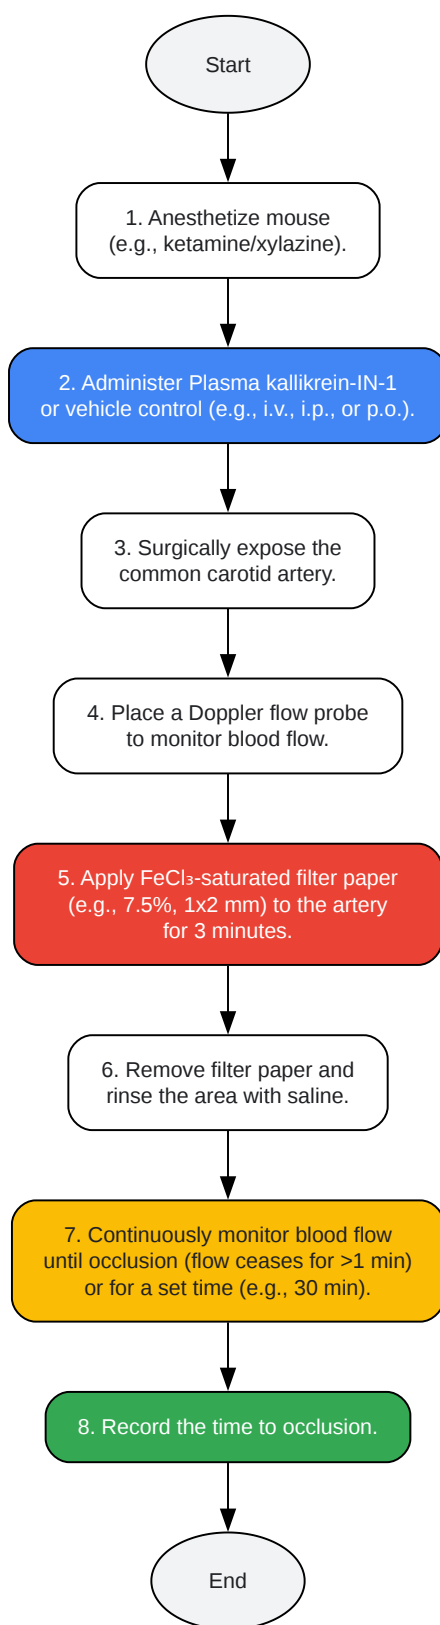 Start
1. Anesthetize mouse
(e.g., ketamine/xylazine).
2. Administer Plasma kallikrein-IN-1
or vehicle control (e.g., i.v., i.p., or p.o.).
3. Surgically expose the
common carotid artery.
4. Place a Doppler flow probe
to monitor blood flow.
5. Apply FeCl₃-saturated filter paper
(e.g., 7.5%, 1x2 mm) to the artery
for 3 minutes.
6. Remove filter paper and
rinse the area with saline.
7. Continuously monitor blood flow
until occlusion (flow ceases for >1 min)
or for a set time (e.g., 30 min).
8. Record the time to occlusion.
End